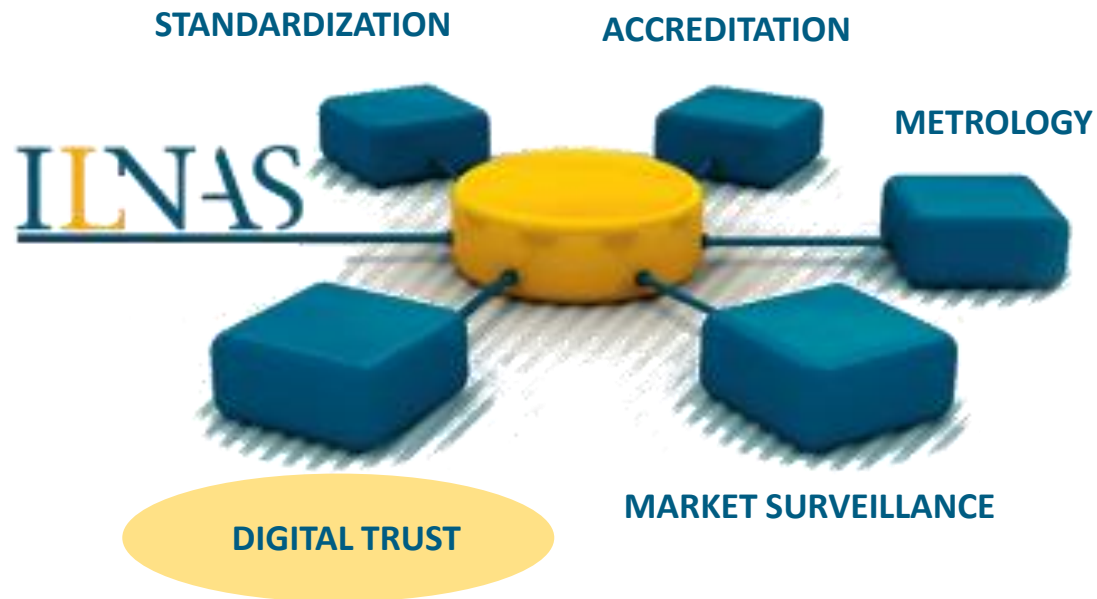 STANDARDIZATION
ACCREDITATION
METROLOGY
ILNAS
MARKET SURVEILLANCE
DIGITAL TRUST